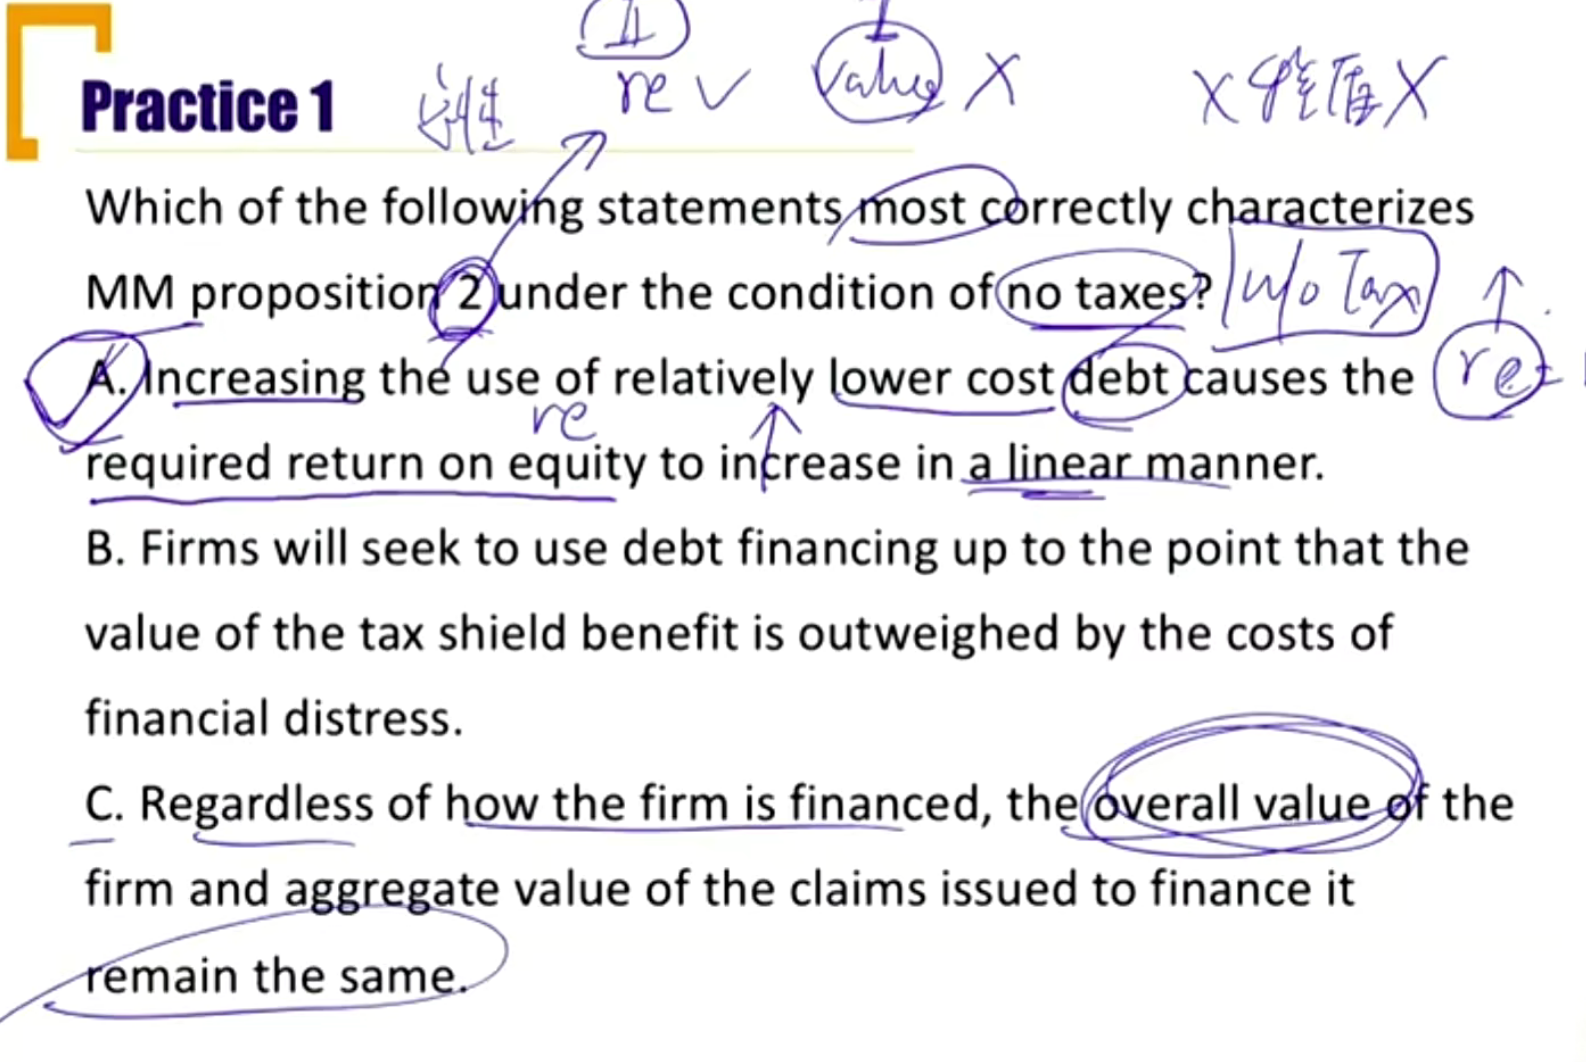 II
I
Practice 1 re ✓ value X X 価值 X
Which of the following statements most correctly characterizes
MM proposition 2 under the condition of no taxes? w/o Tax
A. Increasing the use of relatively lower cost debt causes the re =
re
required return on equity to increase in a linear manner.
B. Firms will seek to use debt financing up to the point that the
value of the tax shield benefit is outweighed by the costs of
financial distress.
C. Regardless of how the firm is financed, the overall value of the
firm and aggregate value of the claims issued to finance it
remain the same.